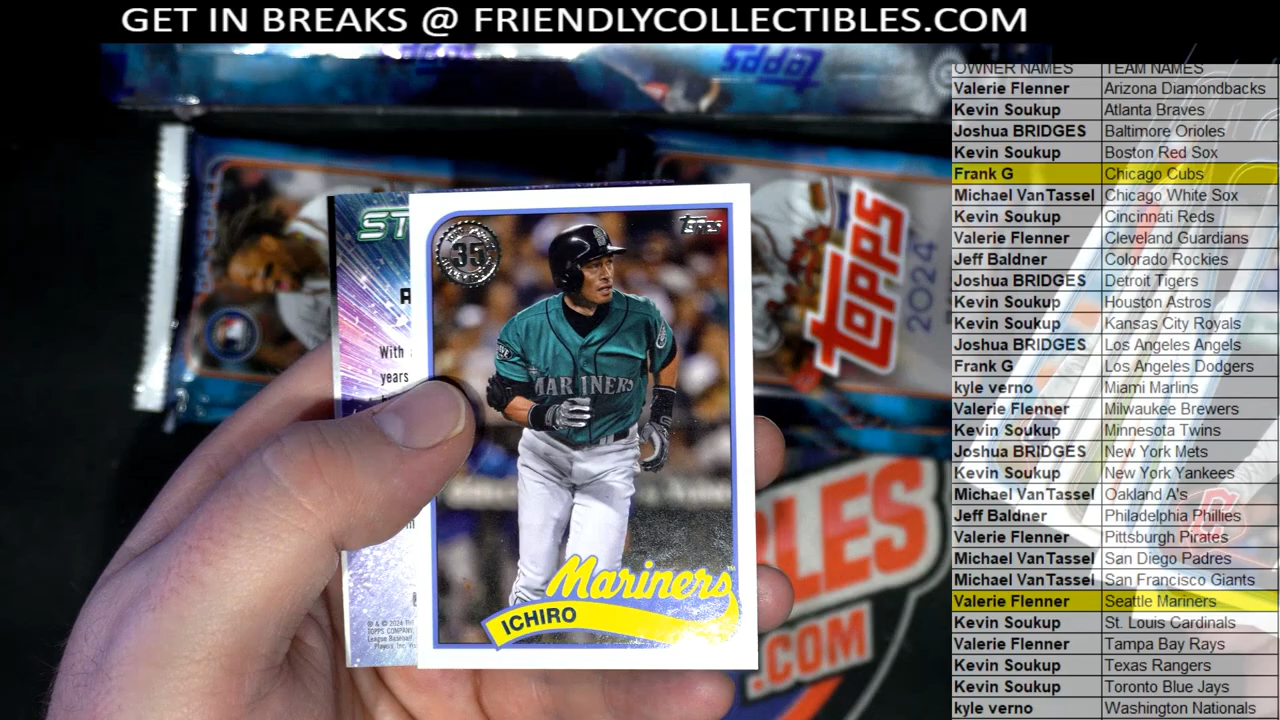 GET IN BREAKS @ FRIENDLYCOLLECTIBLES.COM
topps
OWNER NAMES TEAM NAMES
Valerie Flenner Arizona Diamondbacks
Kevin Soukup Atlanta Braves
Joshua BRIDGES Baltimore Orioles
Kevin Soukup Boston Red Sox
Frank G Chicago Cubs
Michael VanTassel Chicago White Sox
Kevin Soukup Cincinnati Reds
Valerie Flenner Cleveland Guardians
Jeff Baldner Colorado Rockies
Joshua BRIDGES Detroit Tigers
Kevin Soukup Houston Astros
Kevin Soukup Kansas City Royals
Joshua BRIDGES Los Angeles Angels
Frank G Los Angeles Dodgers
kyle verno Miami Marlins
Valerie Flenner Milwaukee Brewers
Kevin Soukup Minnesota Twins
Joshua BRIDGES New York Mets
Kevin Soukup New York Yankees
Michael VanTassel Oakland A's
Jeff Baldner Philadelphia Phillies
Valerie Flenner Pittsburgh Pirates
Michael VanTassel San Diego Padres
Michael VanTassel San Francisco Giants
Valerie Flenner Seattle Mariners
Kevin Soukup St. Louis Cardinals
Valerie Flenner Tampa Bay Rays
Kevin Soukup Texas Rangers
Kevin Soukup Toronto Blue Jays
kyle verno Washington Nationals
Topps
35
MARINERS
Mariners
ICHIRO
ST
With
years
® & © 2024 
TOPPS COMPANY
League Baseball
topps
2024
LES
.COM